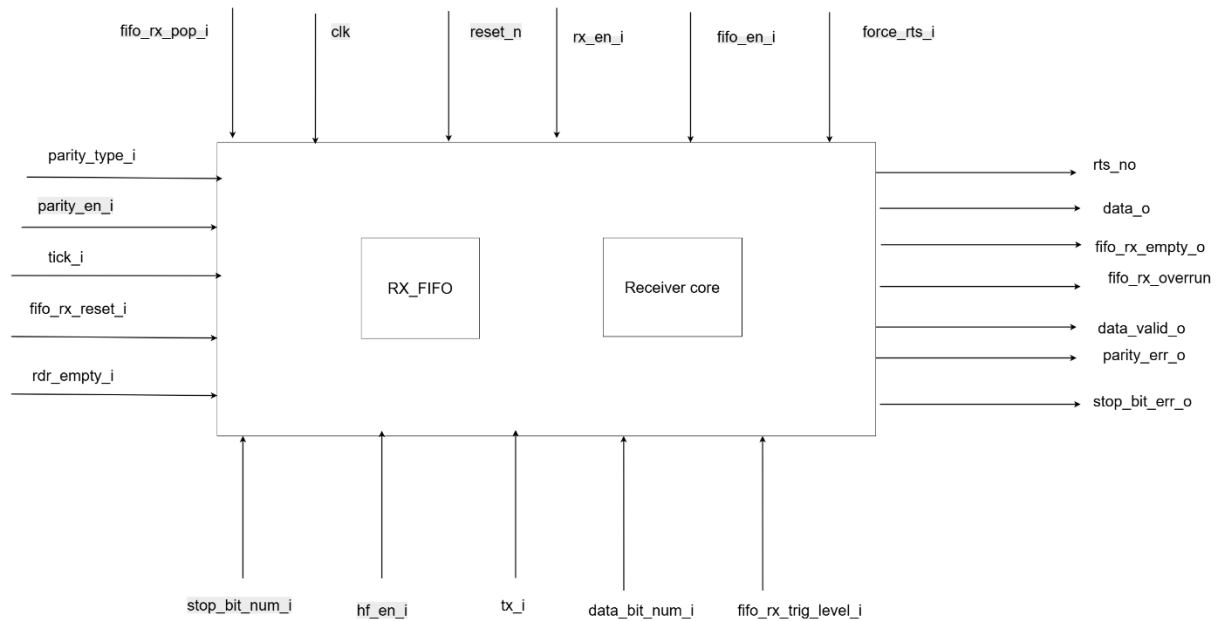 fifo_rx_pop_i
clk
reset_n
rx_en_i
fifo_en_i
force_rts_i
parity_type_i
parity_en_i
tick_i
fifo_rx_reset_i
rdr_empty_i
RX_FIFO
Receiver core
rts_no
data_o
fifo_rx_empty_o
fifo_rx_overrun
data_valid_o
parity_err_o
stop_bit_err_o
stop_bit_num_i
hf_en_i
tx_i
data_bit_num_i
fifo_rx_trig_level_i